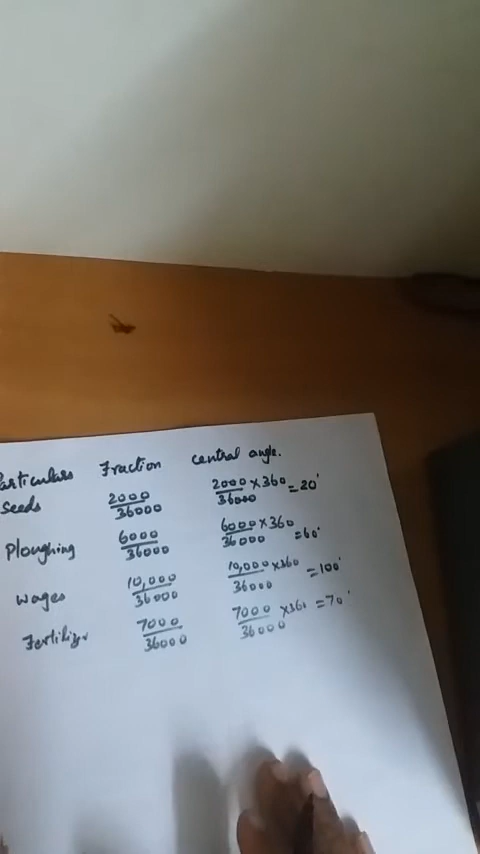 Particulars Fraction central angle.
Seeds 2000/36000 2000/36000 ×360 =20°
Ploughing 6000/36000 6000/36000 ×360 =60°
wages 10,000/36000 10,000/36000 ×360 =100°
Fertilizr 7000/36000 7000/36000 ×360 =70°